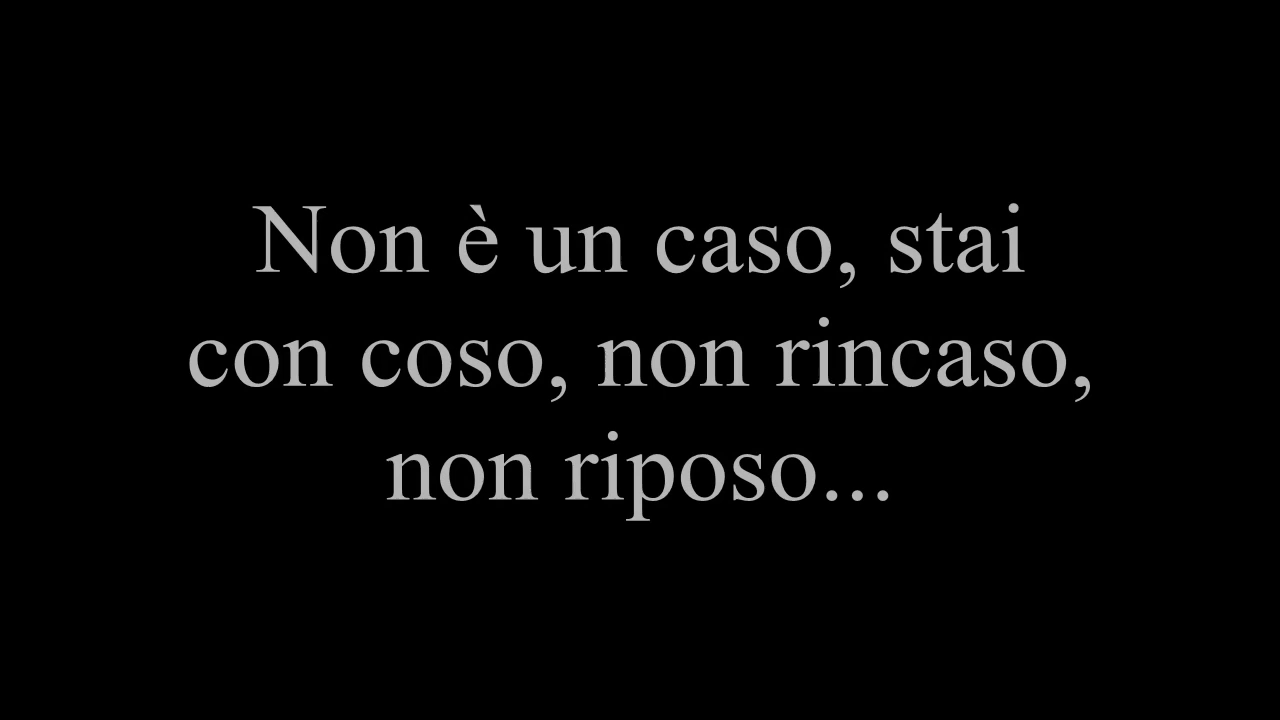 Non è un caso, stai
con coso, non rincaso,
non riposo...